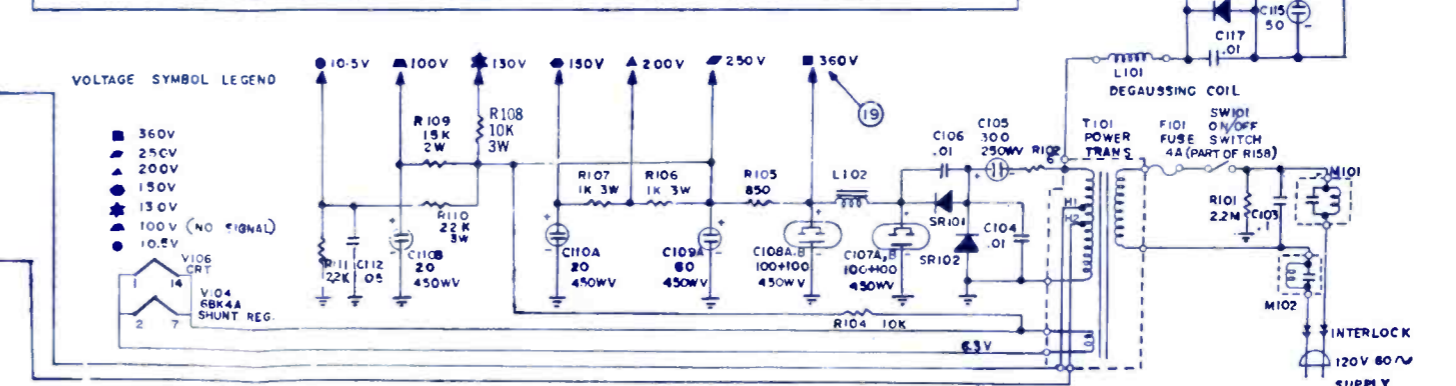 C115
50
C117
.01
L101
DEGAUSSING COIL
VOLTAGE SYMBOL LEGEND
360V
250V
200V
150V
130V
100V (NO SIGNAL)
10.5V
10.5V
100V
130V
150V
200V
250V
360V
19
R109
15K
2W
R108
10K
3W
R110
22K
3W
R107
1K 3W
R106
1K 3W
R105
850
L102
C106
.01
C105
300
250WV
R102
6
T101
POWER
TRANS
F101
FUSE
4A
SW101
ON/OFF
SWITCH
(PART OF R158)
M101
R101
2.2M
C103
.1
H1
H2
SR101
SR102
C104
.01
R111
22K
C112
.05
C110B
20
450WV
C110A
20
450WV
C109A
60
450WV
C108A,B
100+100
450WV
C107A,B
100+100
450WV
M102
V106
CRT
1 14
V104
6BK4A
SHUNT REG.
2 7
R104 10K
6.3V
INTERLOCK
120V 60~
SUPPLY